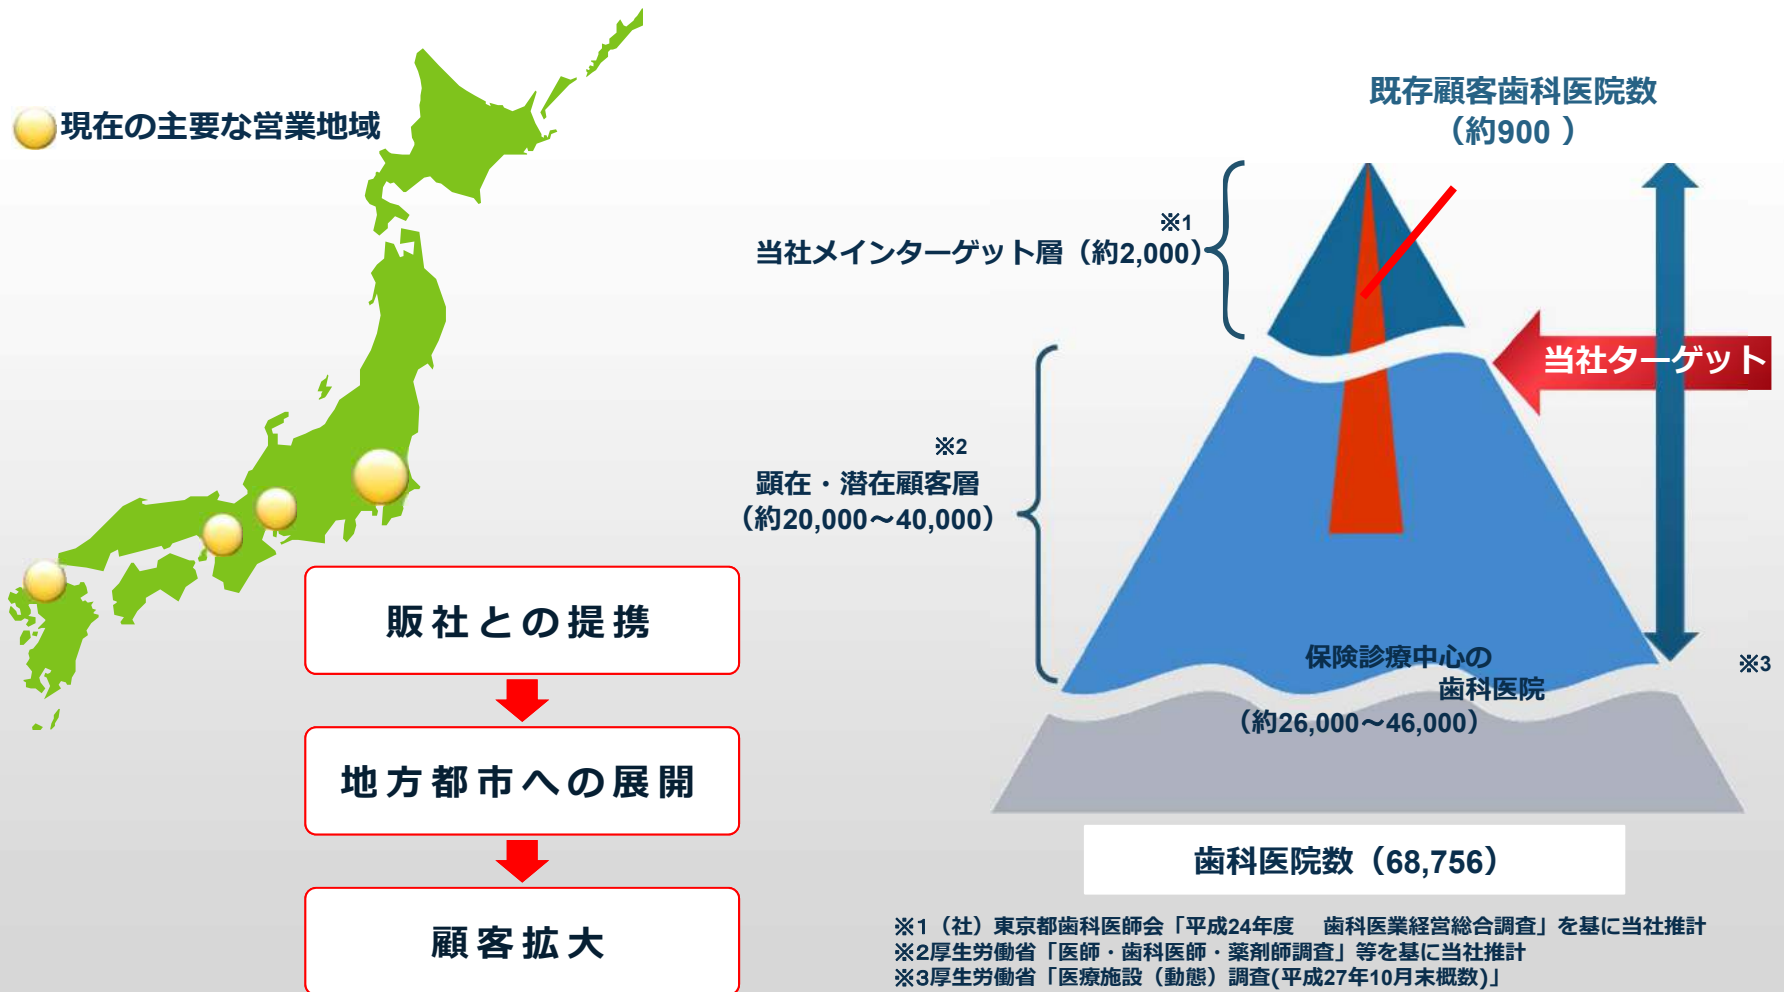 現在の主要な営業地域
販社との提携
地方都市への展開
顧客拡大
既存顧客歯科医院数
（約900 ）
※1
当社メインターゲット層（約2,000）
当社ターゲット
※2
顕在・潜在顧客層
（約20,000～40,000）
保険診療中心の
歯科医院
（約26,000～46,000）
※3
歯科医院数（68,756）
※1（社）東京都歯科医師会「平成24年度　歯科医業経営総合調査」を基に当社推計
※2厚生労働省「医師・歯科医師・薬剤師調査」等を基に当社推計
※3厚生労働省「医療施設（動態）調査(平成27年10月末概数)」